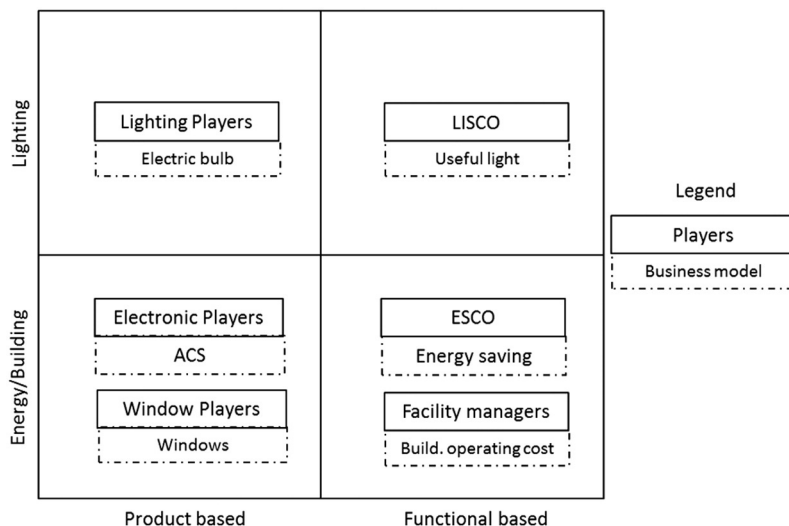 Lighting
Lighting Players
Electric bulb
LISCO
Useful light
Legend
Players
Business model
Energy/Building
Electronic Players
ACS
Window Players
Windows
ESCO
Energy saving
Facility managers
Build. operating cost
Product based
Functional based